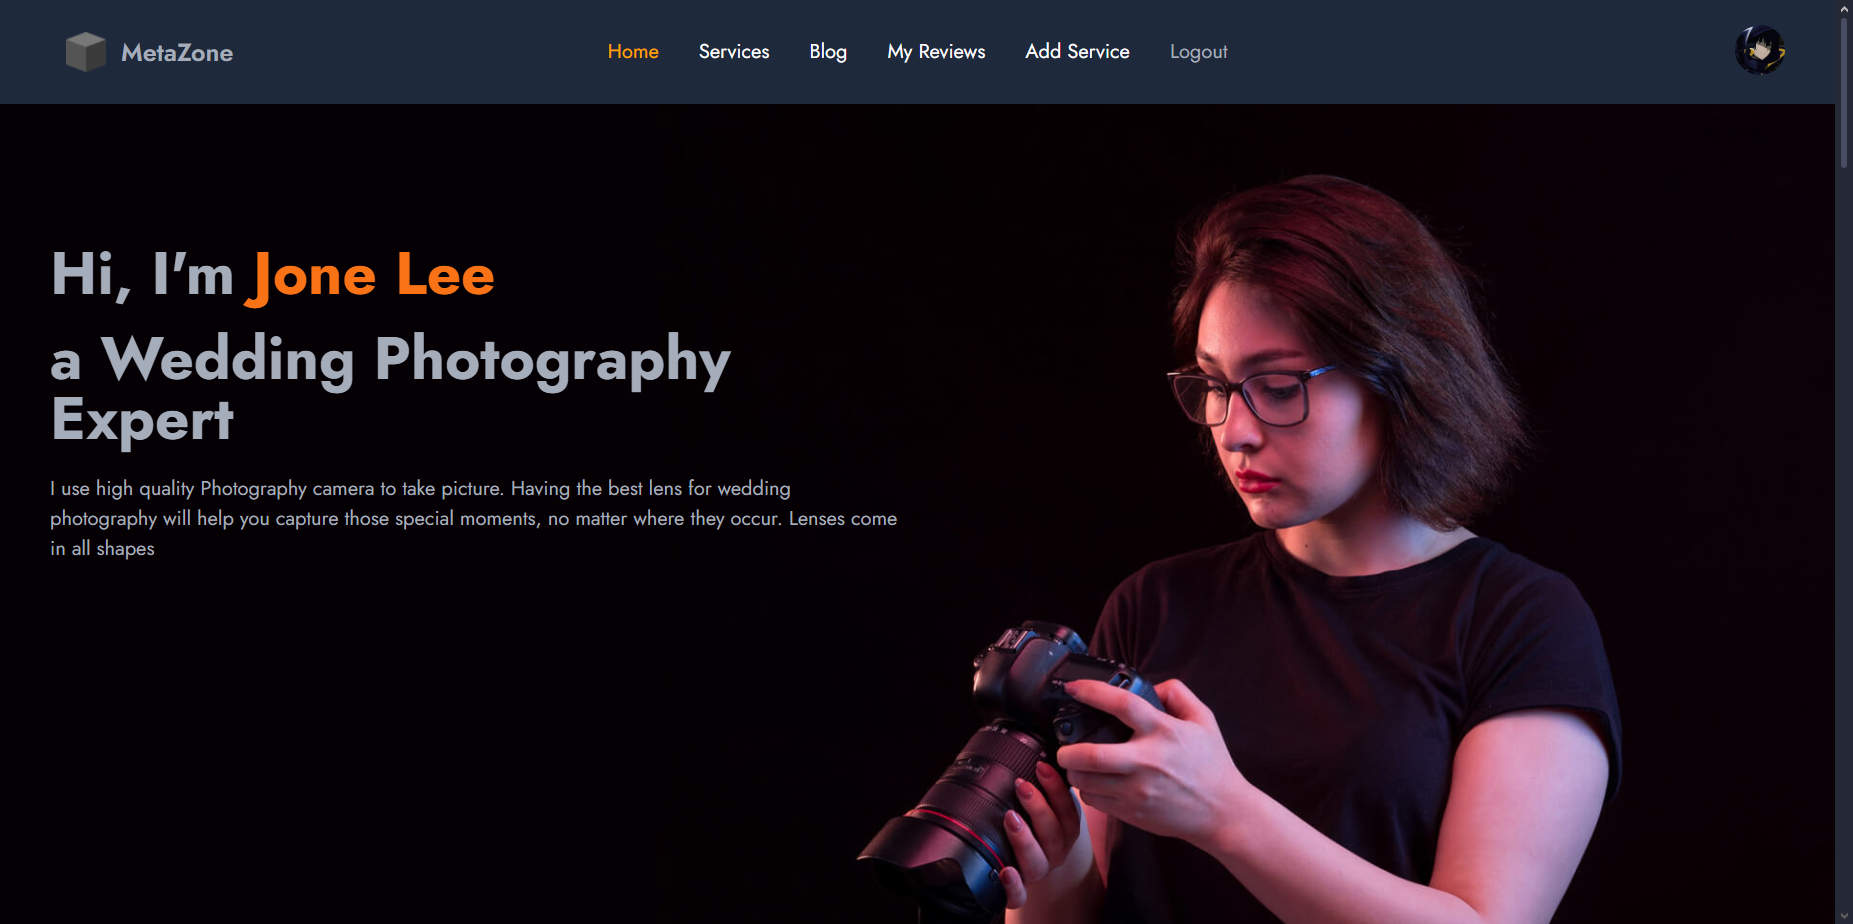 MetaZone
Home Services Blog My Reviews Add Service Logout
Hi, I'm Jone Lee
a Wedding Photography
Expert
I use high quality Photography camera to take picture. Having the best lens for wedding
photography will help you capture those special moments, no matter where they occur. Lenses come
in all shapes